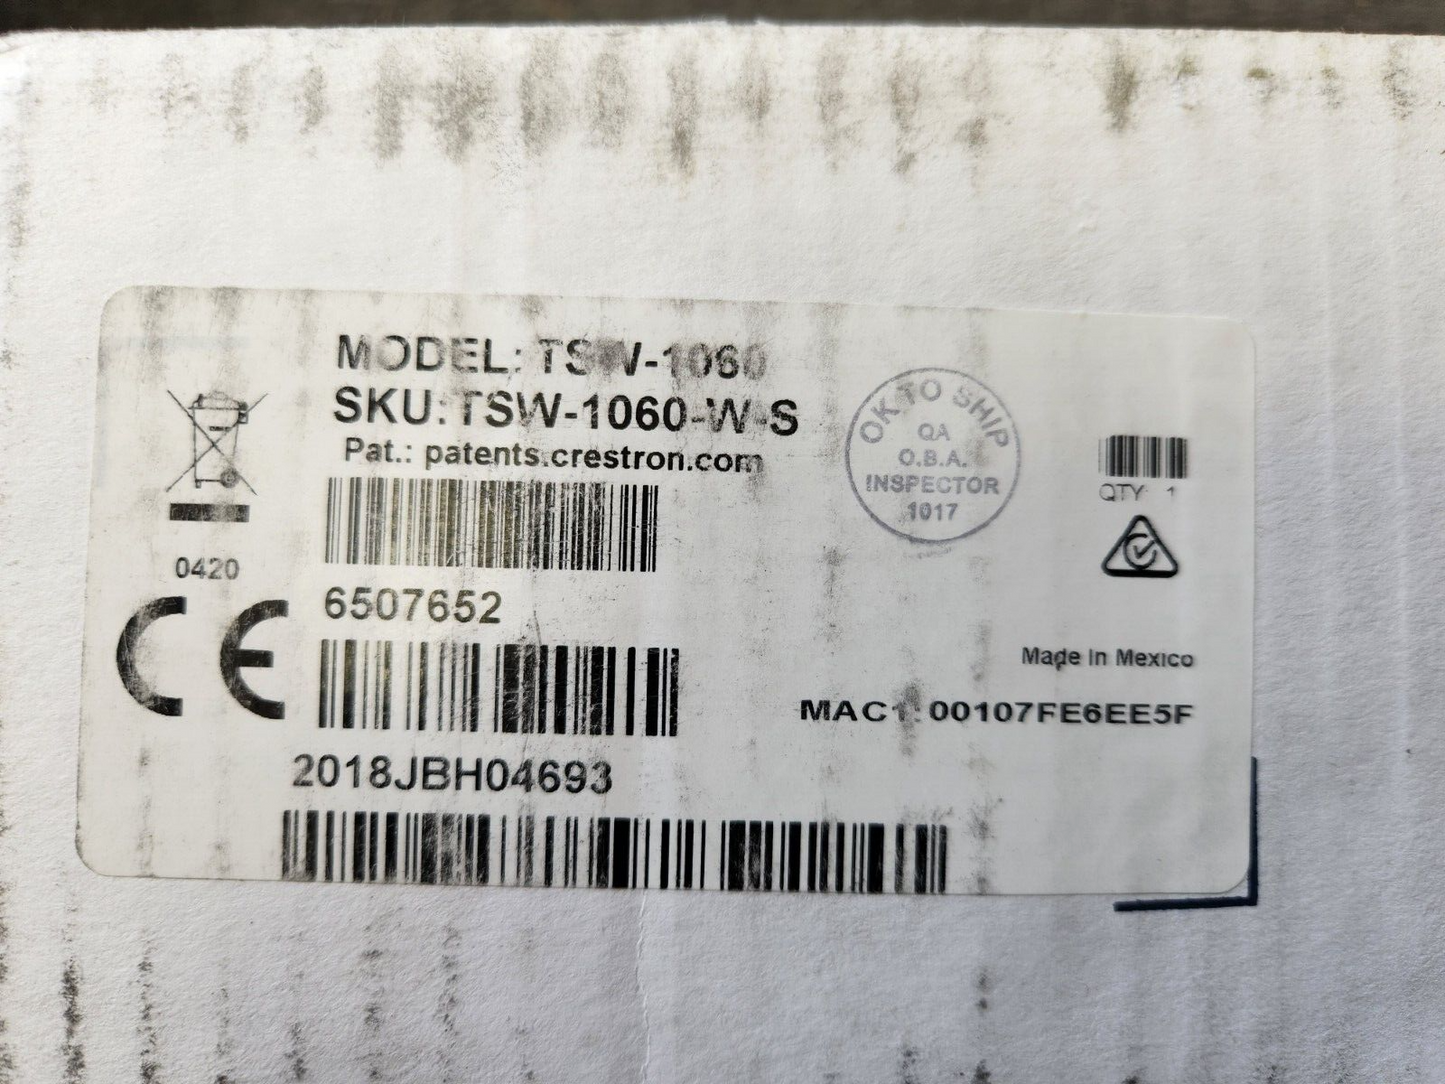 MODEL: TSW-1060
SKU: TSW-1060-W-S
Pat.: patents.crestron.com
6507652
2018JBH04693
0420
CE
OK TO SHIP
QA
O.B.A.
INSPECTOR
1017
QTY 1
Made In Mexico
MAC1: 00107FE6EE5F